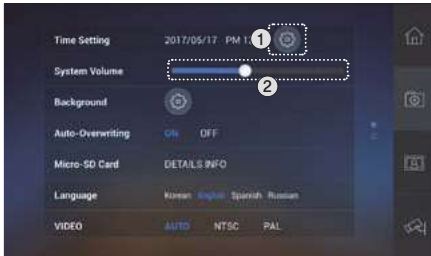 Time Setting 2017/05/17 PM 1 1
System Volume
2
Background
Auto-Overwriting ON OFF
Micro-SD Card DETAILS INFO
Language Korean English Spanish Russian
VIDEO AUTO NTSC PAL